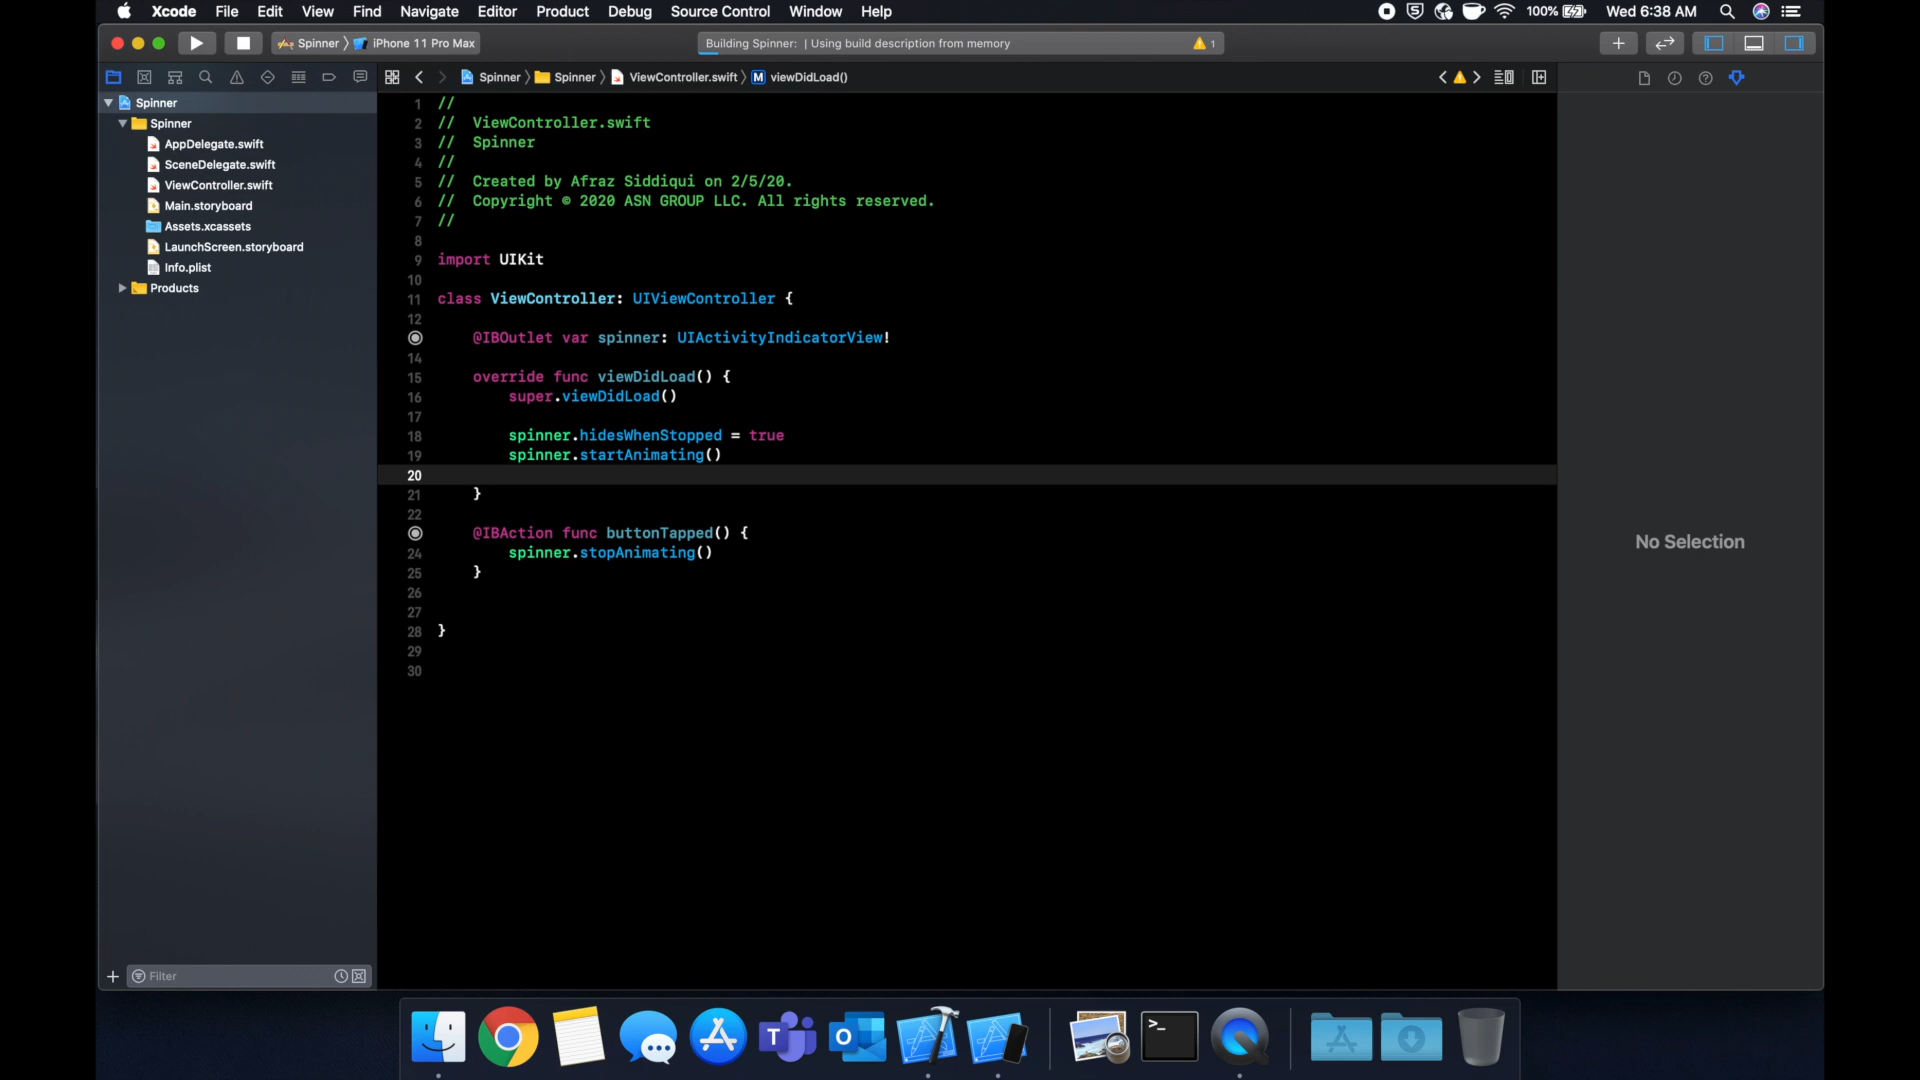 Xcode File Edit View Find Navigate Editor Product Debug Source Control Window Help
100% Wed 6:38 AM
Spinner iPhone 11 Pro Max
Building Spinner: | Using build description from memory
1
Spinner Spinner ViewController.swift M viewDidLoad()
Spinner
Spinner
AppDelegate.swift
SceneDelegate.swift
ViewController.swift
Main.storyboard
Assets.xcassets
LaunchScreen.storyboard
Info.plist
Products
1 //
2 // ViewController.swift
3 // Spinner
4 //
5 // Created by Afraz Siddiqui on 2/5/20.
6 // Copyright © 2020 ASN GROUP LLC. All rights reserved.
7 //
8
9 import UIKit
10
11 class ViewController: UIViewController {
12
@IBOutlet var spinner: UIActivityIndicatorView!
14
15 override func viewDidLoad() {
16 super.viewDidLoad()
17
18 spinner.hidesWhenStopped = true
19 spinner.startAnimating()
20
21 }
22
@IBAction func buttonTapped() {
24 spinner.stopAnimating()
25 }
26
27
28 }
29
30
No Selection
Filter
T
O
>_